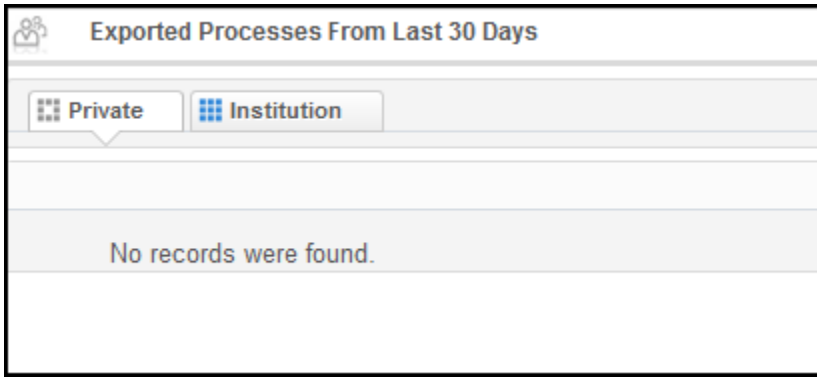 Exported Processes From Last 30 Days
Private Institution
No records were found.